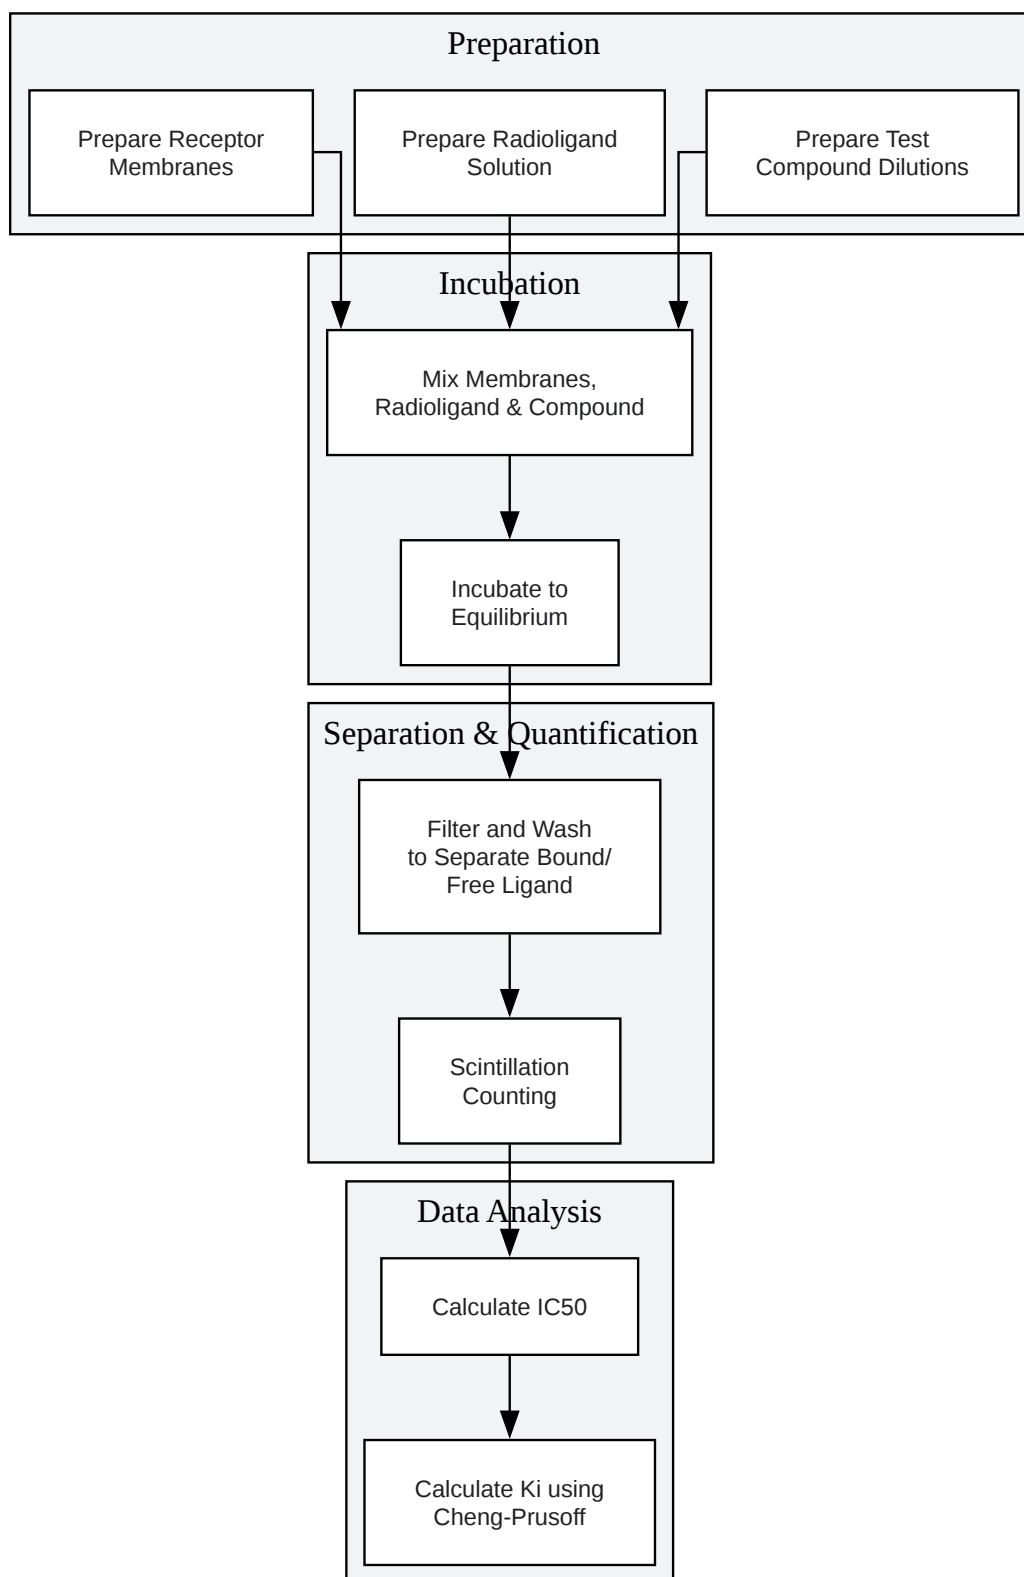 Preparation
Prepare Receptor
Membranes
Prepare Radioligand
Solution
Prepare Test
Compound Dilutions
Incubation
Mix Membranes,
Radioligand & Compound
Incubate to
Equilibrium
Separation & Quantification
Filter and Wash
to Separate Bound/
Free Ligand
Scintillation
Counting
Data Analysis
Calculate IC50
Calculate Ki using
Cheng-Prusoff